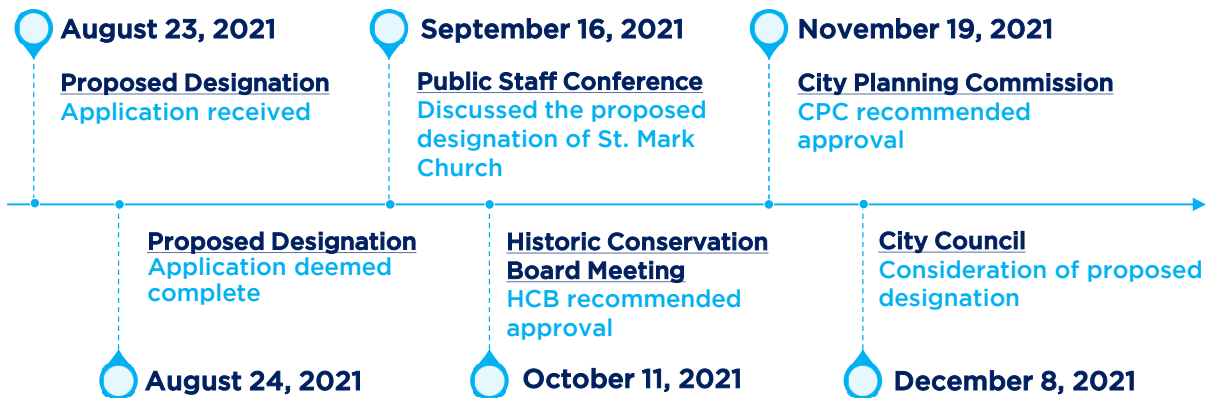 August 23, 2021
Proposed Designation
Application received
September 16, 2021
Public Staff Conference
Discussed the proposed
designation of St. Mark
Church
November 19, 2021
City Planning Commission
CPC recommended
approval
Proposed Designation
Application deemed
complete
August 24, 2021
Historic Conservation
Board Meeting
HCB recommended
approval
October 11, 2021
City Council
Consideration of proposed
designation
December 8, 2021